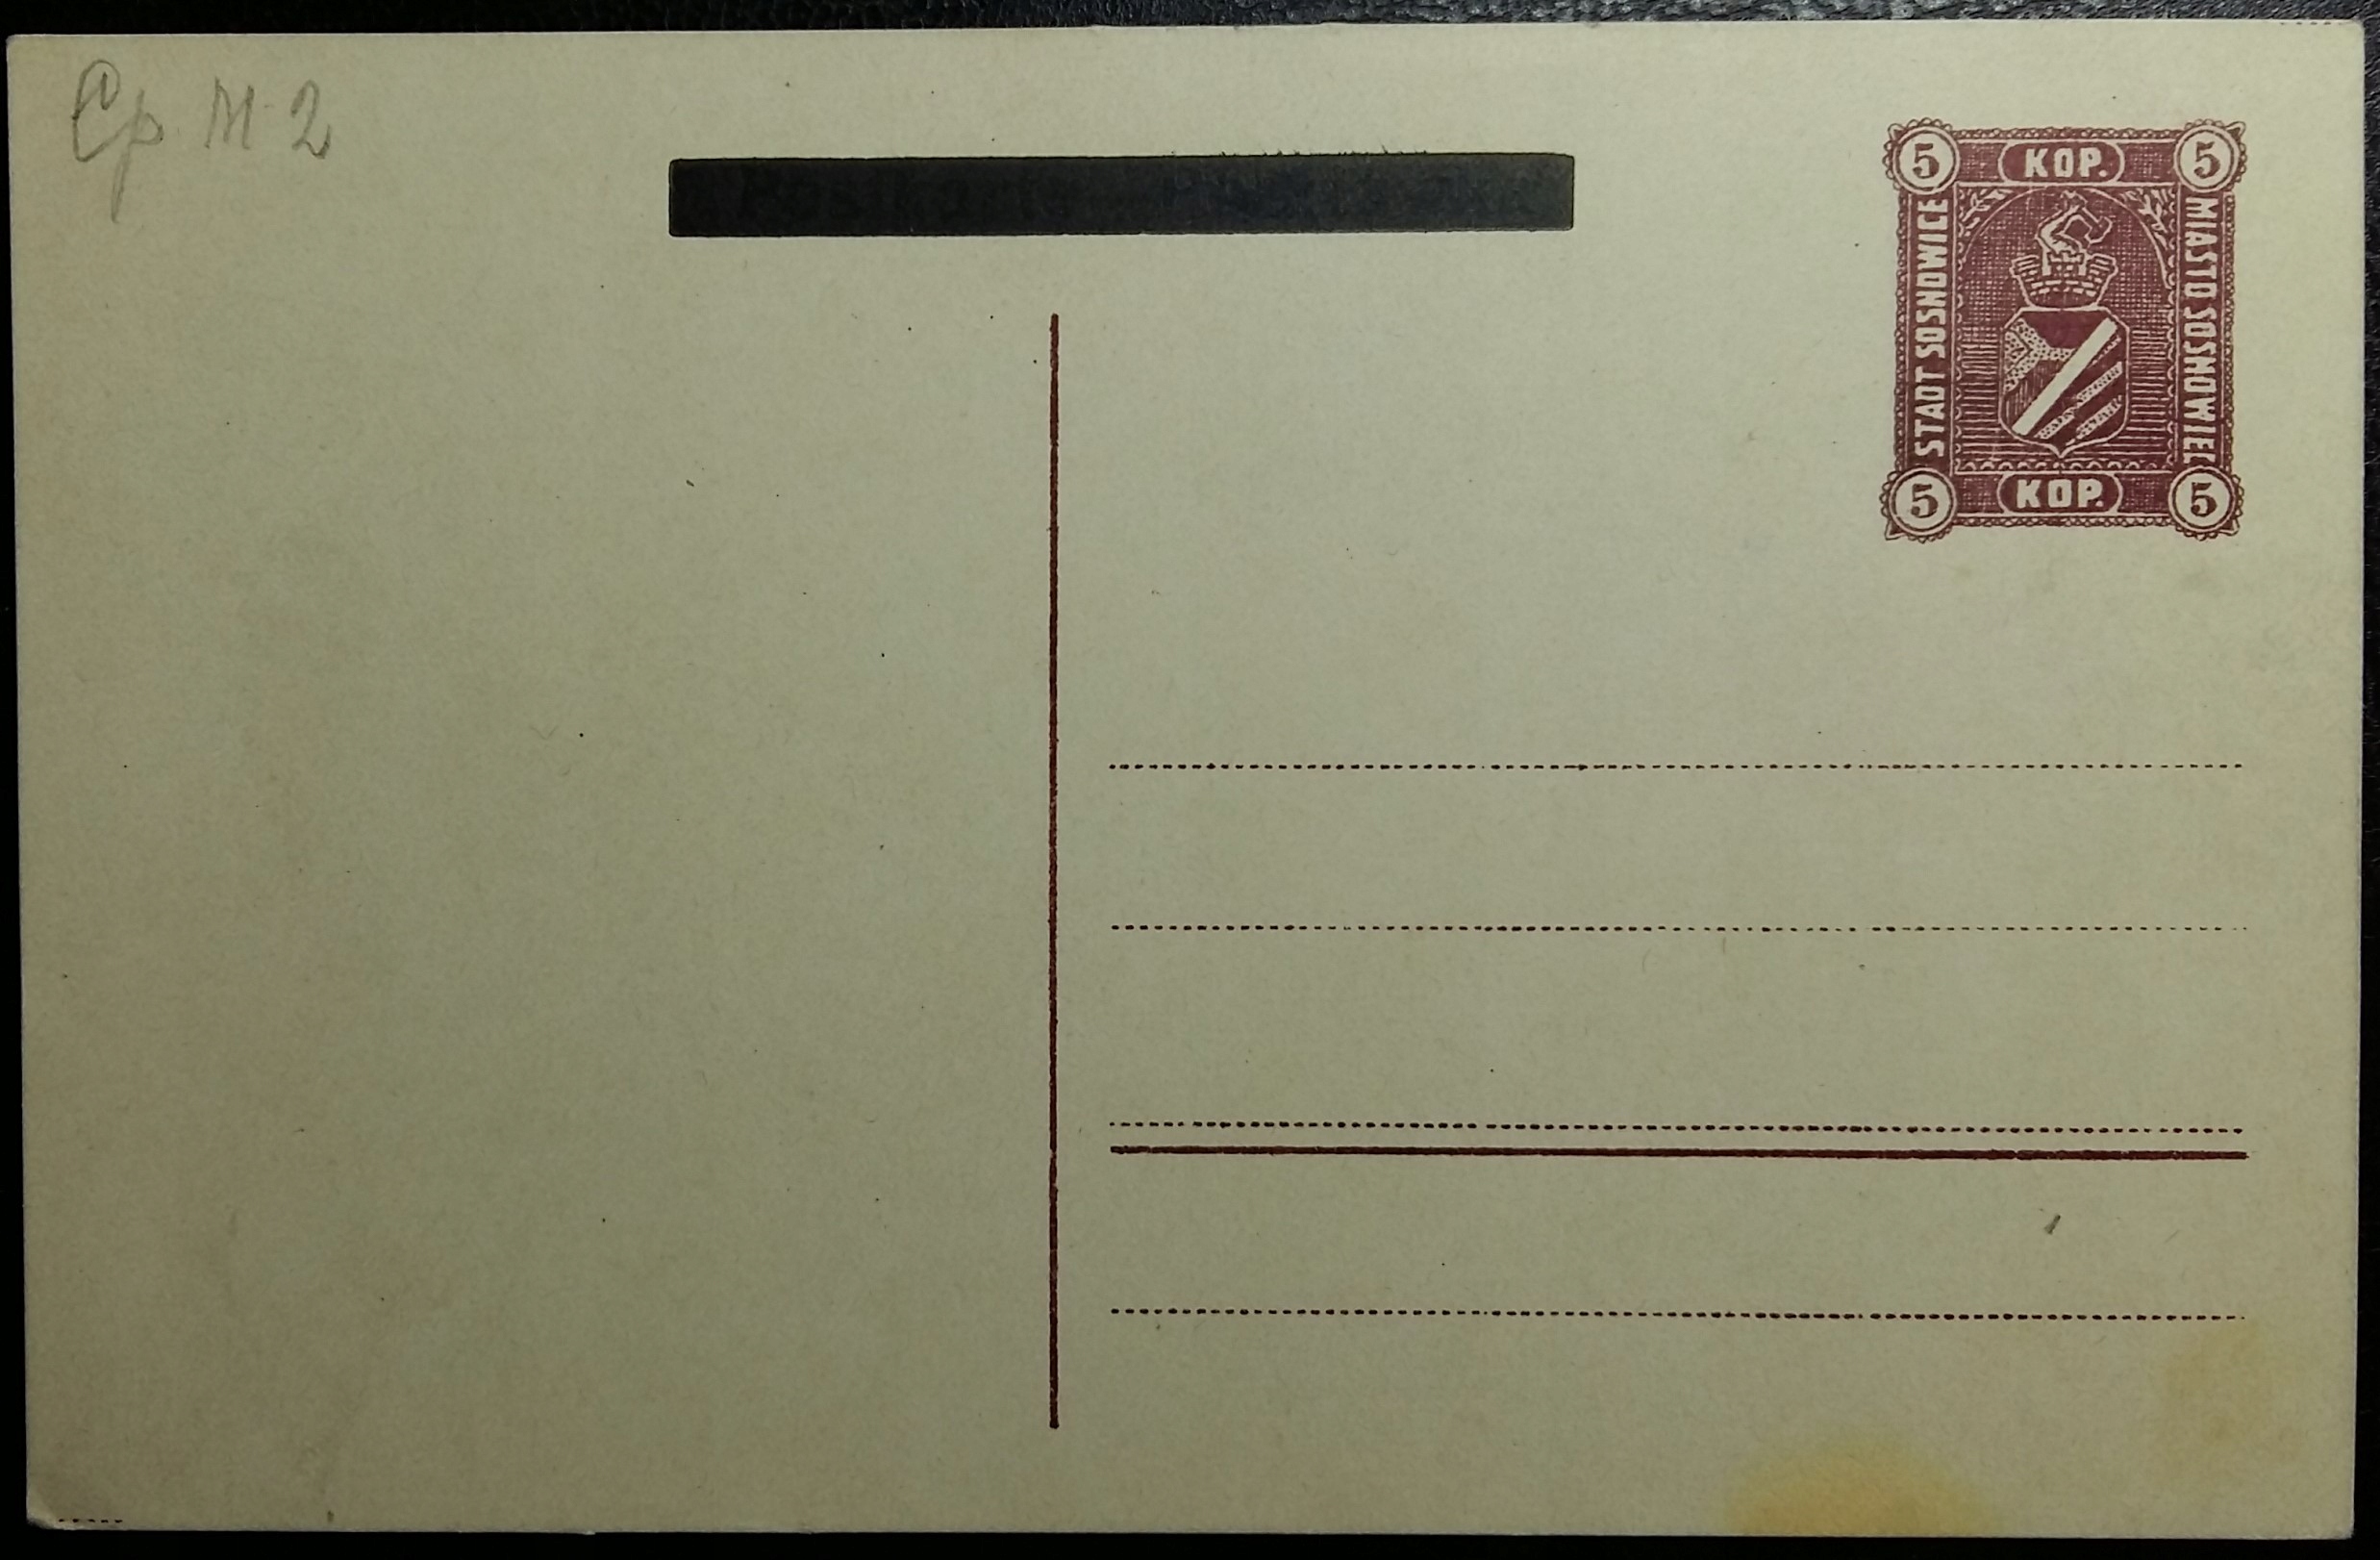 Cp M 2
5 KOP. 5
STADT SOSNOWICE
MIASTO SOSNOWIEC
5 KOP. 5